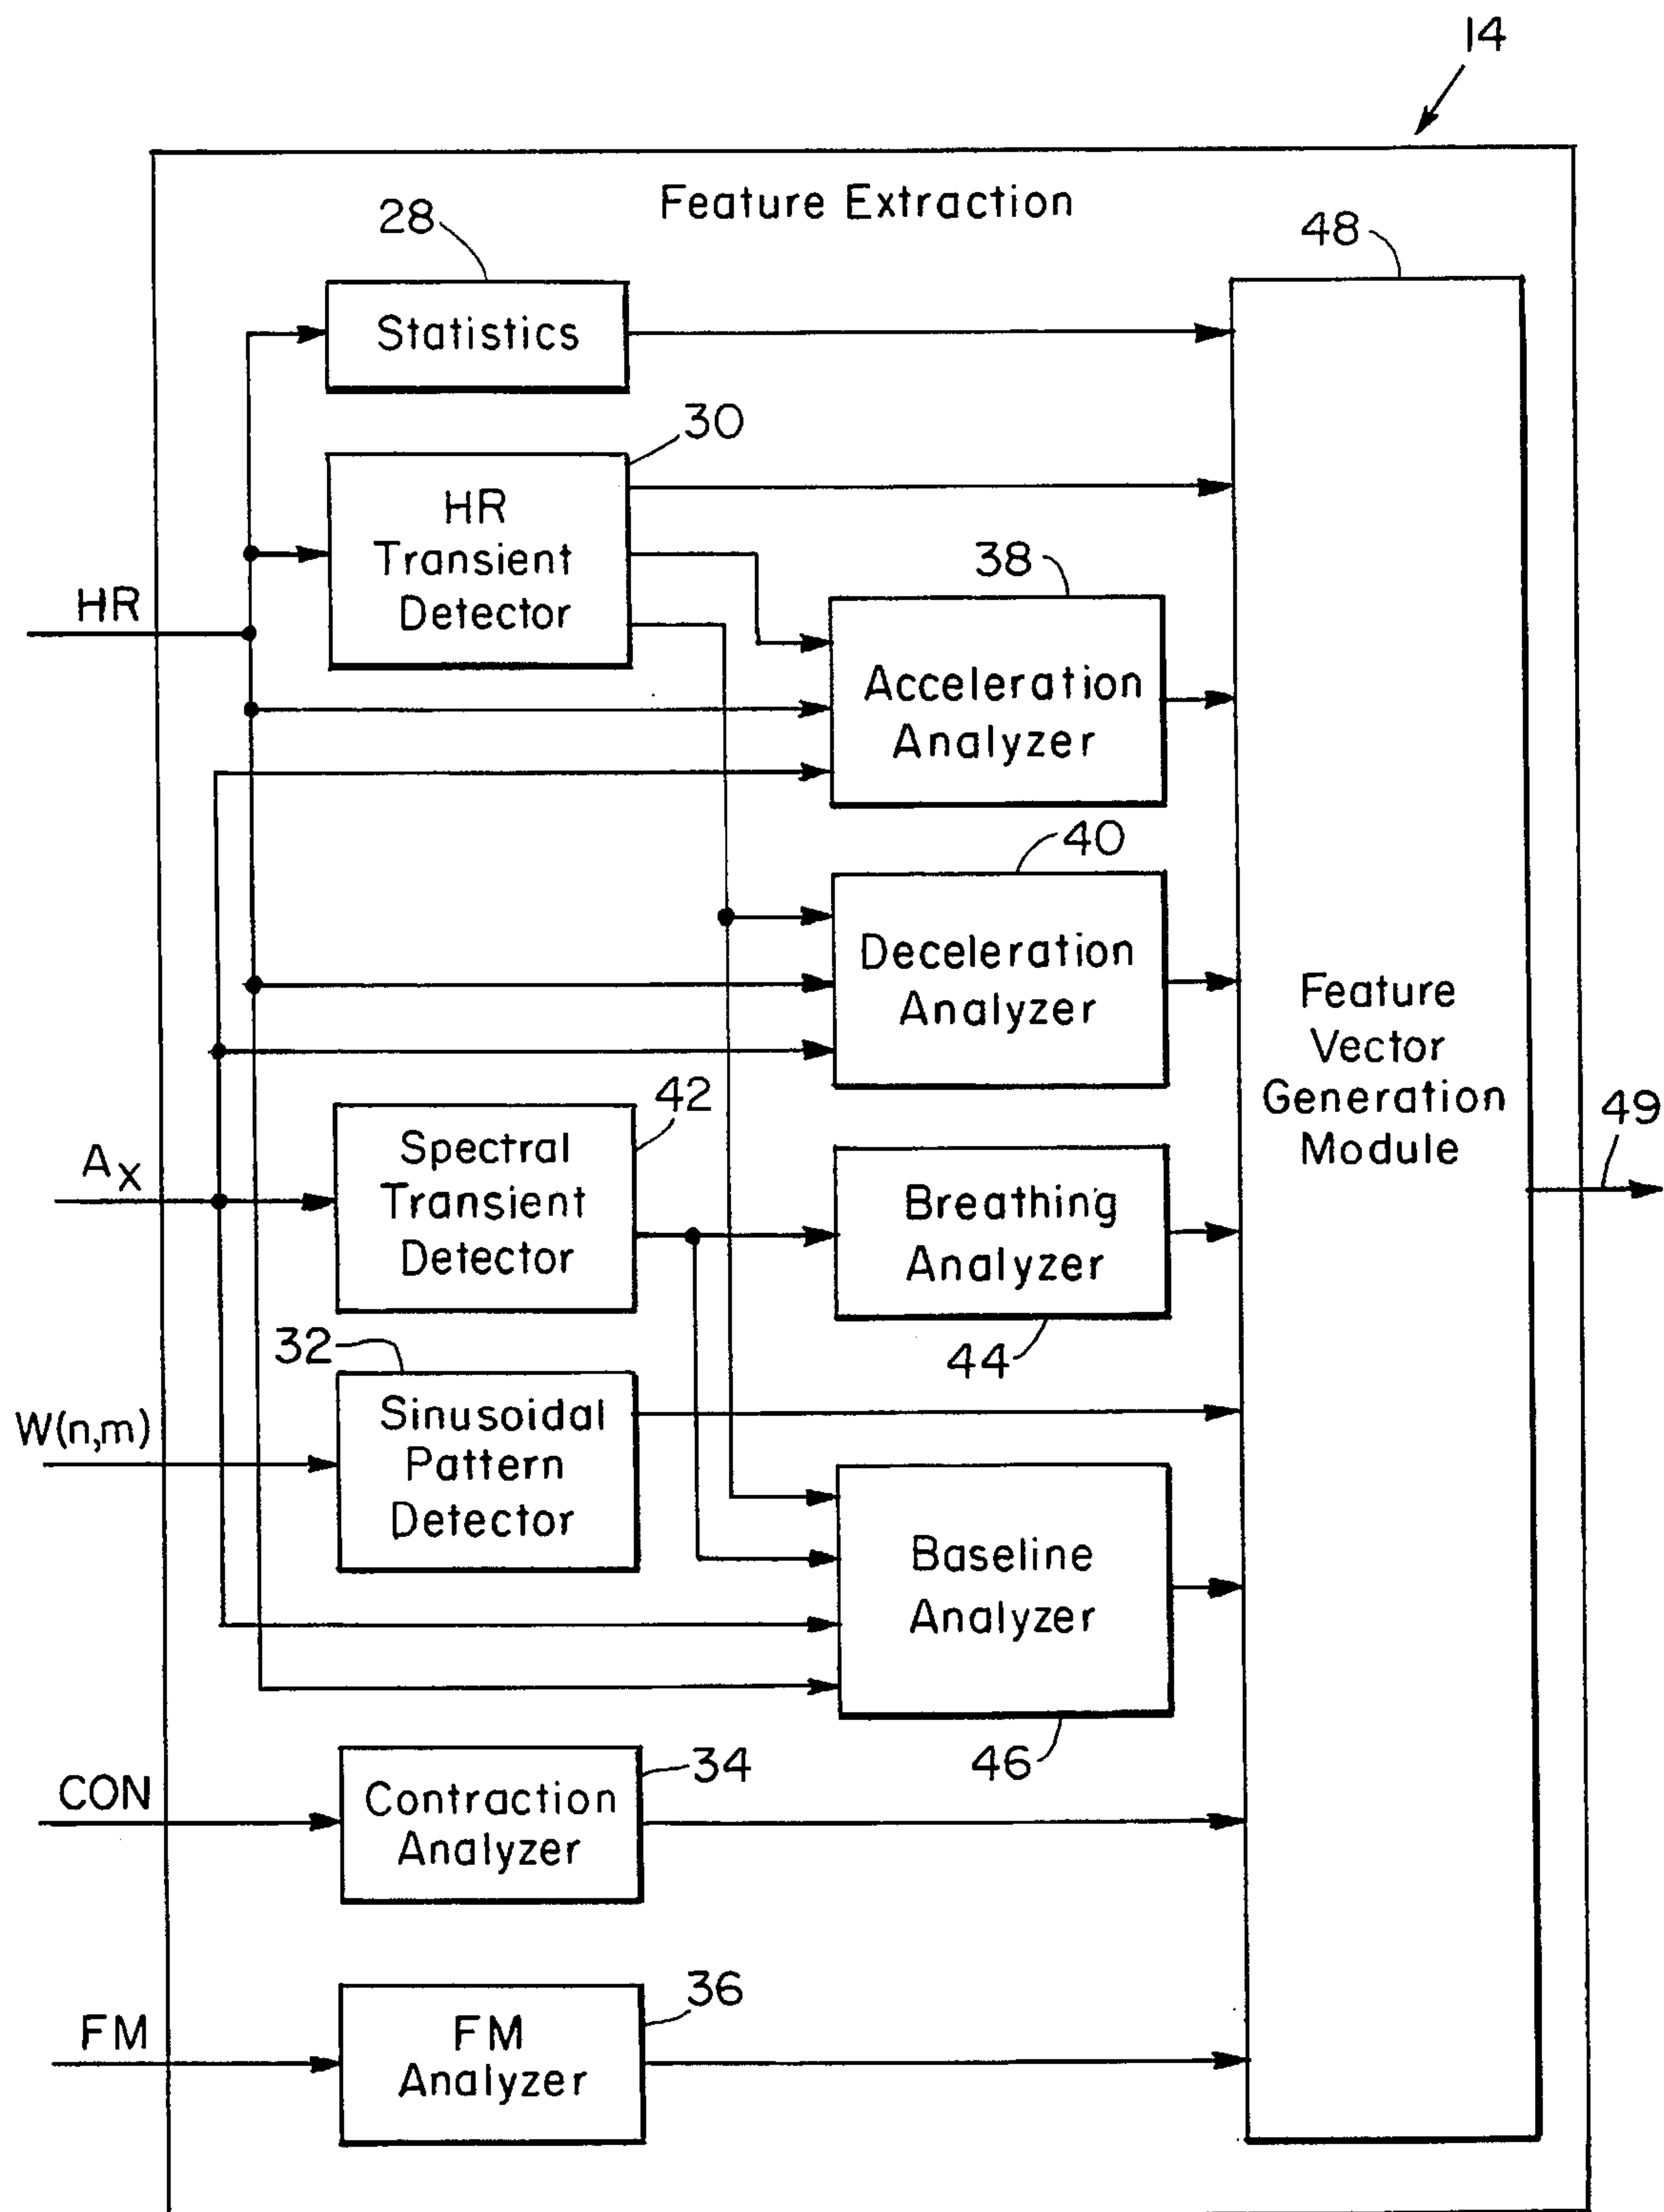 14
Feature Extraction
28
48
Statistics
30
HR
Transient
Detector
38
HR
Acceleration
Analyzer
40
Deceleration
Analyzer
Feature
Vector
Generation
Module
42
49
Spectral
Transient
Detector
Ax
Breathing
Analyzer
32
44
Sinusoidal
Pattern
Detector
W(n,m)
Baseline
Analyzer
46
34
CON
Contraction
Analyzer
36
FM
FM
Analyzer